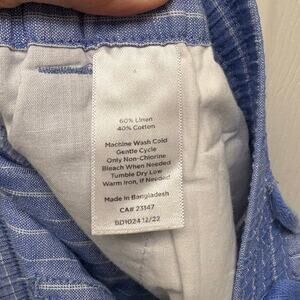 60% Linen
40% Cotton
Machine Wash Cold
Gentle Cycle
Only Non-Chlorine
Bleach When Needed
Tumble Dry Low
Warm Iron, If Needed
Made in Bangladesh
CA# 23147
BD1024 12/22